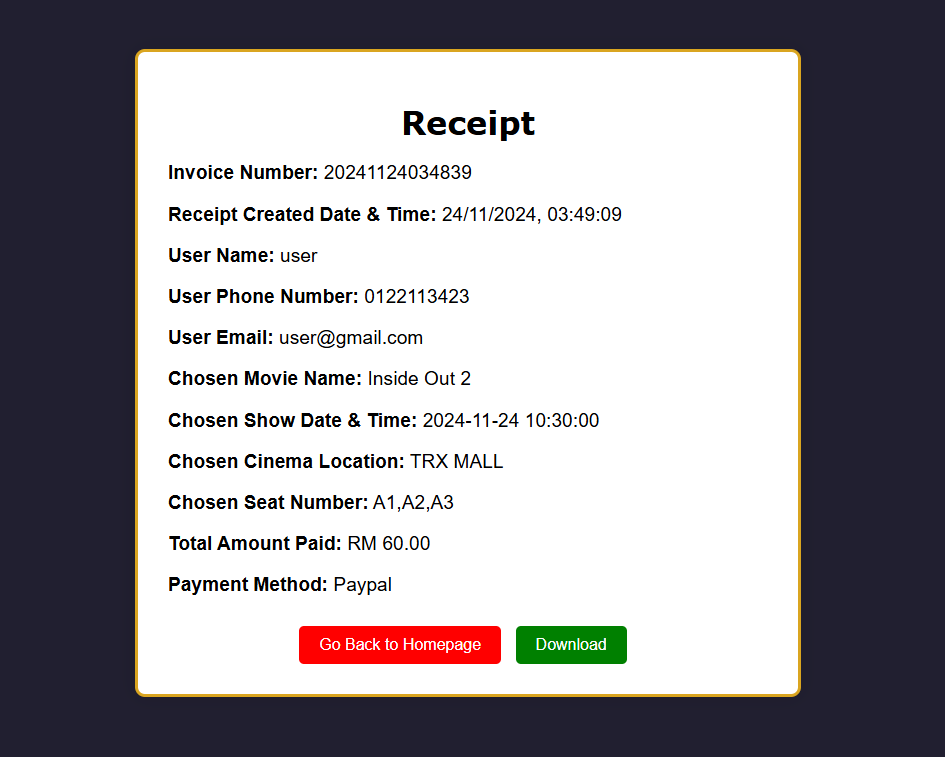 Receipt
Invoice Number: 20241124034839
Receipt Created Date & Time: 24/11/2024, 03:49:09
User Name: user
User Phone Number: 0122113423
User Email: user@gmail.com
Chosen Movie Name: Inside Out 2
Chosen Show Date & Time: 2024-11-24 10:30:00
Chosen Cinema Location: TRX MALL
Chosen Seat Number: A1,A2,A3
Total Amount Paid: RM 60.00
Payment Method: Paypal
Go Back to Homepage Download